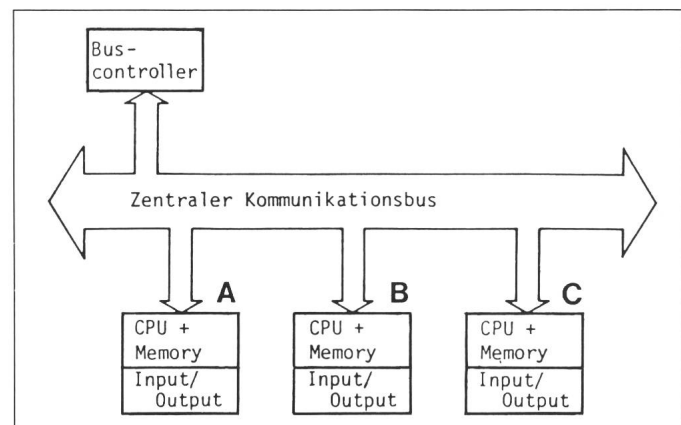 Bus-
controller
Zentraler Kommunikationsbus
A
B
C
CPU +
Memory
Input/
Output
CPU +
Memory
Input/
Output
CPU +
Memory
Input/
Output